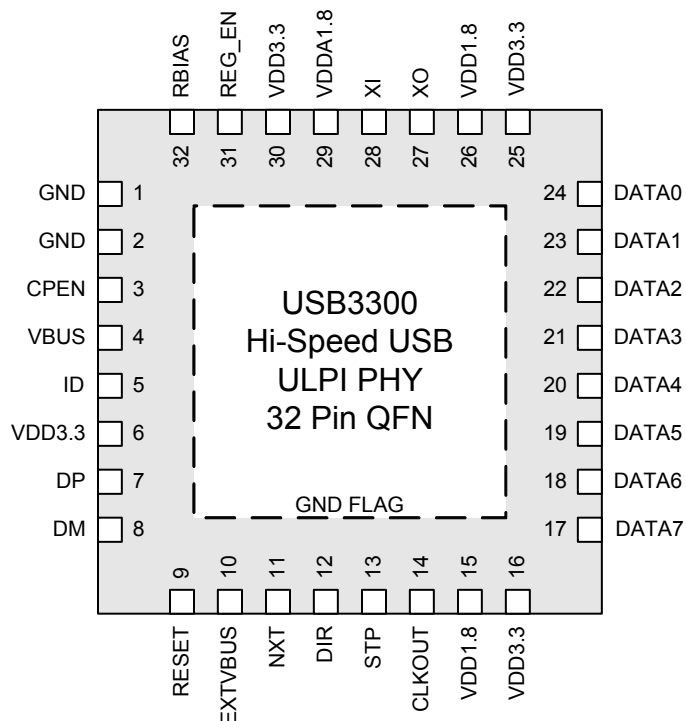 RBIAS
REG_EN
VDD3.3
VDDA1.8
XI
XO
VDD1.8
VDD3.3
32
31
30
29
28
27
26
25
GND 1
GND 2
CPEN 3
VBUS 4
ID 5
VDD3.3 6
DP 7
DM 8
24 DATA0
23 DATA1
22 DATA2
21 DATA3
20 DATA4
19 DATA5
18 DATA6
17 DATA7
USB3300
Hi-Speed USB
ULPI PHY
32 Pin QFN
GND FLAG
9
10
11
12
13
14
15
16
RESET
EXTVBUS
NXT
DIR
STP
CLKOUT
VDD1.8
VDD3.3